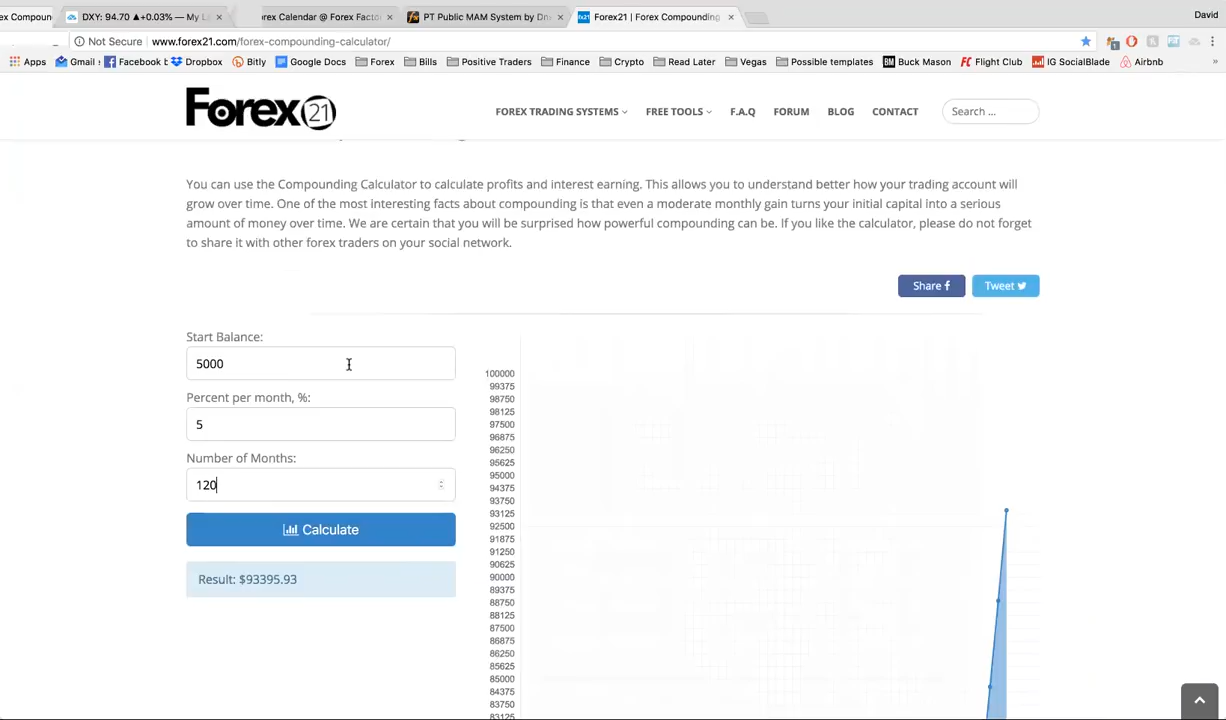 ex Compoun
DXY: 94.70 ▲+0.03% — My L
rex Calendar @ Forex Facto
PT Public MAM System by Dn
Forex21 | Forex Compounding
David
Not Secure
www.forex21.com/forex-compounding-calculator/
Apps
Gmail
Facebook
Dropbox
Bitly
Google Docs
Forex
Bills
Positive Traders
Finance
Crypto
Read Later
Vegas
Possible templates
Buck Mason
Flight Club
IG SocialBlade
Airbnb
Forex21
FOREX TRADING SYSTEMS
FREE TOOLS
F.A.Q
FORUM
BLOG
CONTACT
Search ...
You can use the Compounding Calculator to calculate profits and interest earning. This allows you to understand better how your trading account will
grow over time. One of the most interesting facts about compounding is that even a moderate monthly gain turns your initial capital into a serious
amount of money over time. We are certain that you will be surprised how powerful compounding can be. If you like the calculator, please do not forget
to share it with other forex traders on your social network.
Share
Tweet
Start Balance:
5000
Percent per month, %:
5
Number of Months:
120
Calculate
Result: $93395.93
100000
99375
98750
98125
97500
96875
96250
95625
95000
94375
93750
93125
92500
91875
91250
90625
90000
89375
88750
88125
87500
86875
86250
85625
85000
84375
83750
83125